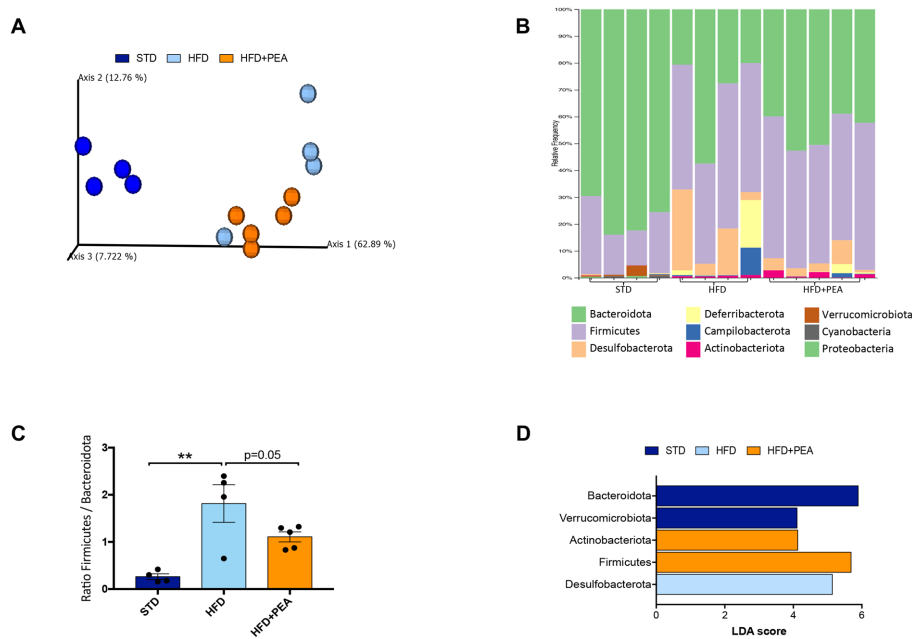 A
STD HFD HFD+PEA
Axis 2 (12.76 %)
Axis 1 (62.89 %)
Axis 3 (7.722 %)
B
Relative Frequency
100%
90%
80%
70%
60%
50%
40%
30%
20%
10%
0%
STD HFD HFD+PEA
Bacteroidota Deferribacterota Verrucomicrobiota
Firmicutes Campilobacterota Cyanobacteria
Desulfobacterota Actinobacteriota Proteobacteria
C
Ratio Firmicutes / Bacteroidota
3
2
1
0
** p=0.05
STD HFD HFD+PEA
D
STD HFD HFD+PEA
Bacteroidota
Verrucomicrobiota
Actinobacteriota
Firmicutes
Desulfobacterota
0 2 4 6
LDA score